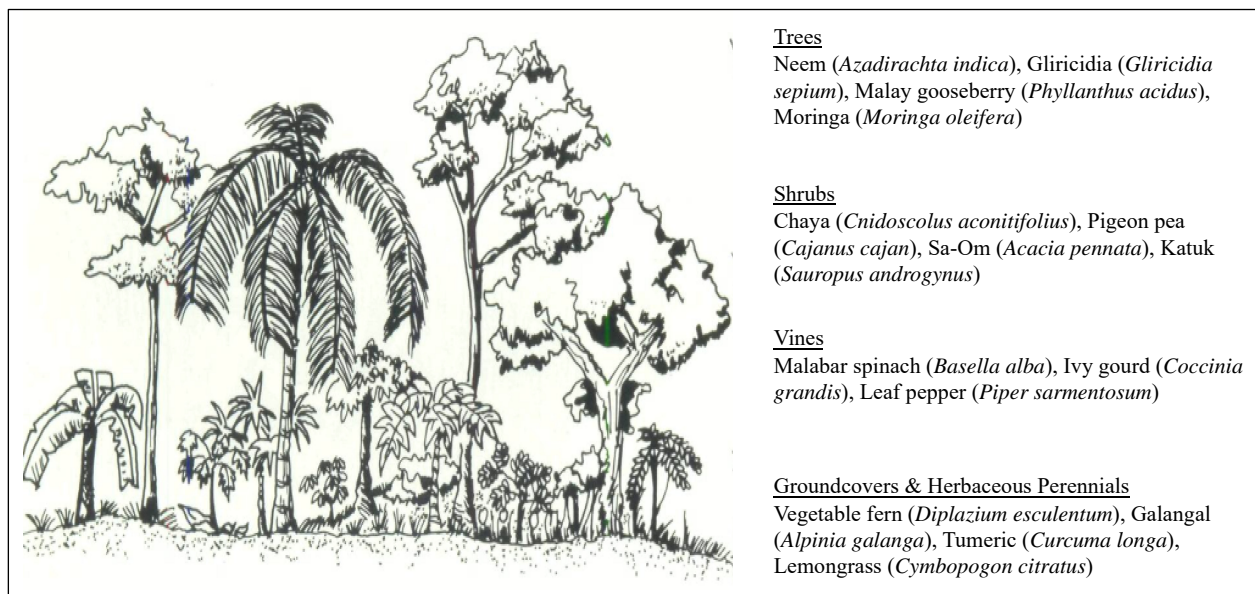 Trees
Neem (Azadirachta indica), Gliricidia (Gliricidia
sepium), Malay gooseberry (Phyllanthus acidus),
Moringa (Moringa oleifera)
Shrubs
Chaya (Cnidoscolus aconitifolius), Pigeon pea
(Cajanus cajan), Sa-Om (Acacia pennata), Katuk
(Sauropus androgynus)
Vines
Malabar spinach (Basella alba), Ivy gourd (Coccinia
grandis), Leaf pepper (Piper sarmentosum)
Groundcovers & Herbaceous Perennials
Vegetable fern (Diplazium esculentum), Galangal
(Alpinia galanga), Tumeric (Curcuma longa),
Lemongrass (Cymbopogon citratus)